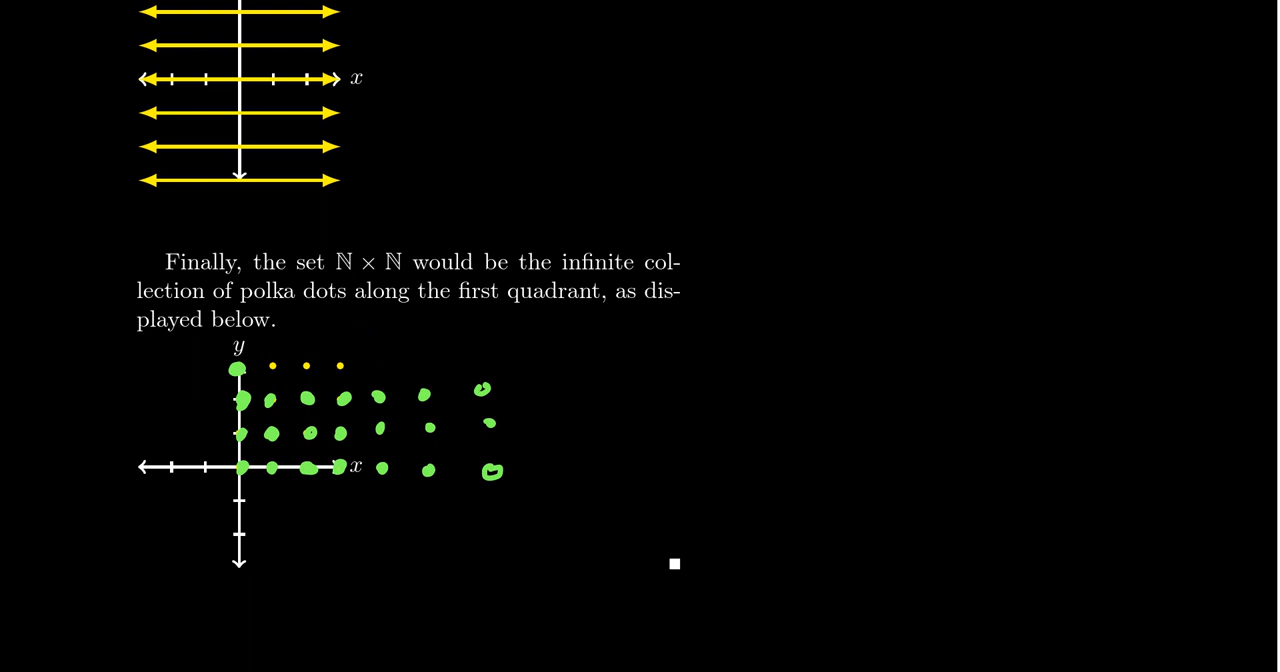 x
Finally, the set ℕ × ℕ would be the infinite col-
lection of polka dots along the first quadrant, as dis-
played below.
y
x